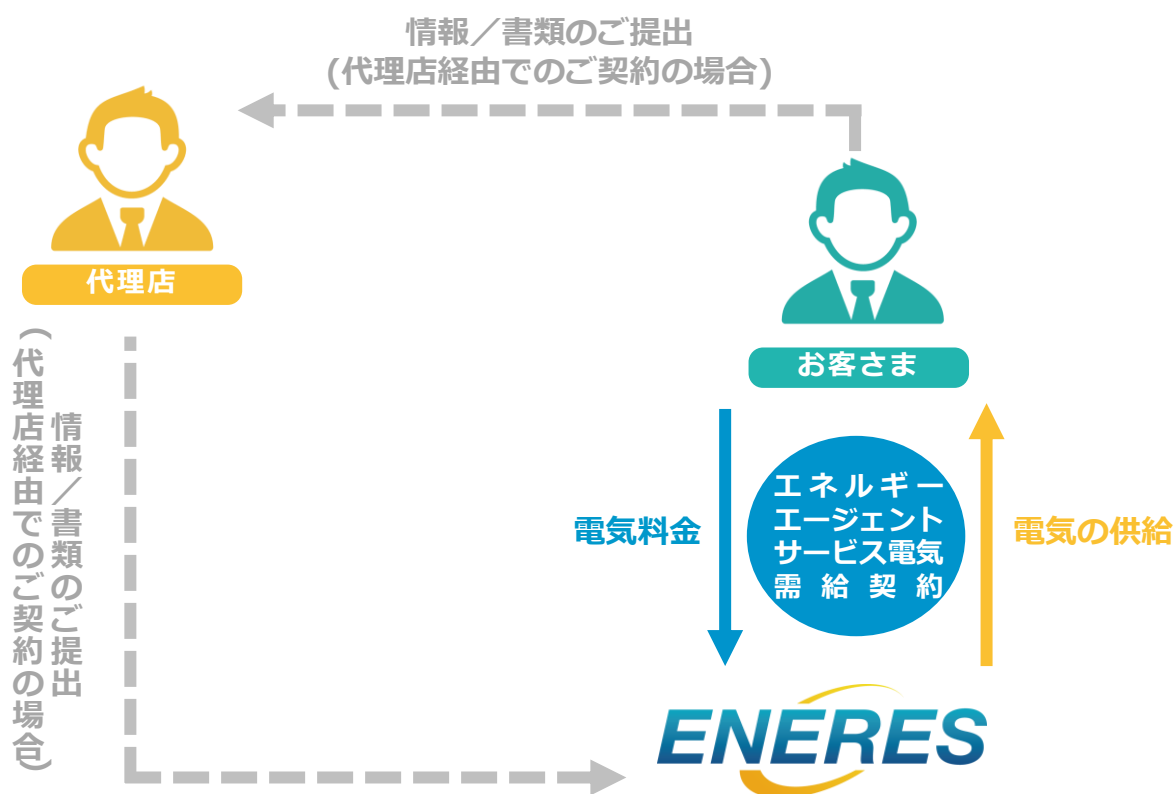 情報／書類のご提出
(代理店経由でのご契約の場合)
代理店
お客さま
情報／書類のご提出
(代理店経由でのご契約の場合)
電気料金
エネルギー
エージェント
サービス電気
需給契約
電気の供給
ENERES